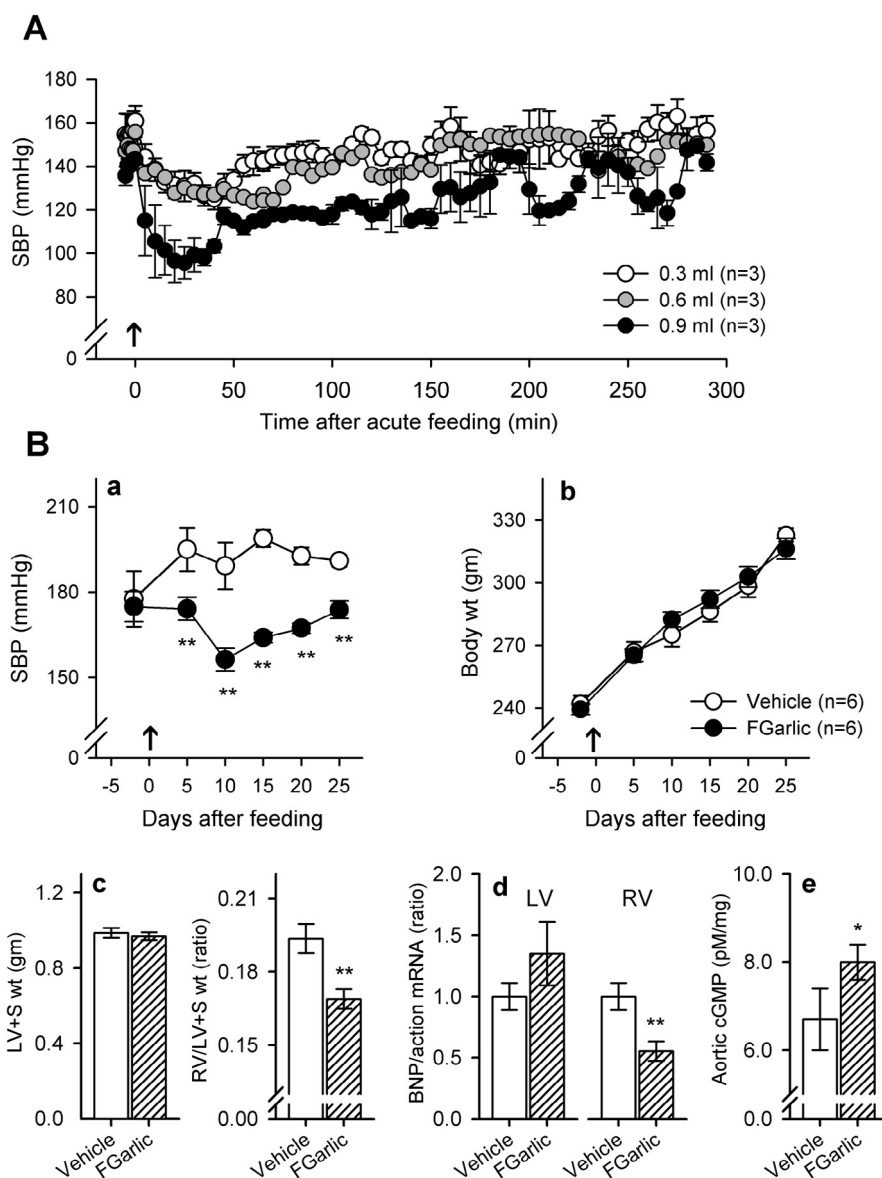 A
180
160
140
120
100
80
0
SBP (mmHg)
0.3 ml (n=3)
0.6 ml (n=3)
0.9 ml (n=3)
0 50 100 150 200 250 300
Time after acute feeding (min)
B
a
210
180
150
0
SBP (mmHg)
** ** ** ** **
-5 0 5 10 15 20 25
Days after feeding
b
330
300
270
240
0
Body wt (gm)
Vehicle (n=6)
FGarlic (n=6)
-5 0 5 10 15 20 25
Days after feeding
c
1.2
0.9
0.6
0.4
0.0
LV+S wt (gm)
Vehicle
FGarlic
0.21
0.18
0.15
0.00
RV/LV+S wt (ratio)
**
Vehicle
FGarlic
d
2.0
1.5
1.0
0.5
0.0
BNP/action mRNA (ratio)
LV
RV
**
Vehicle
FGarlic
Vehicle
FGarlic
e
10.0
8.0
6.0
0.0
Aortic cGMP (pM/mg)
*
Vehicle
FGarlic